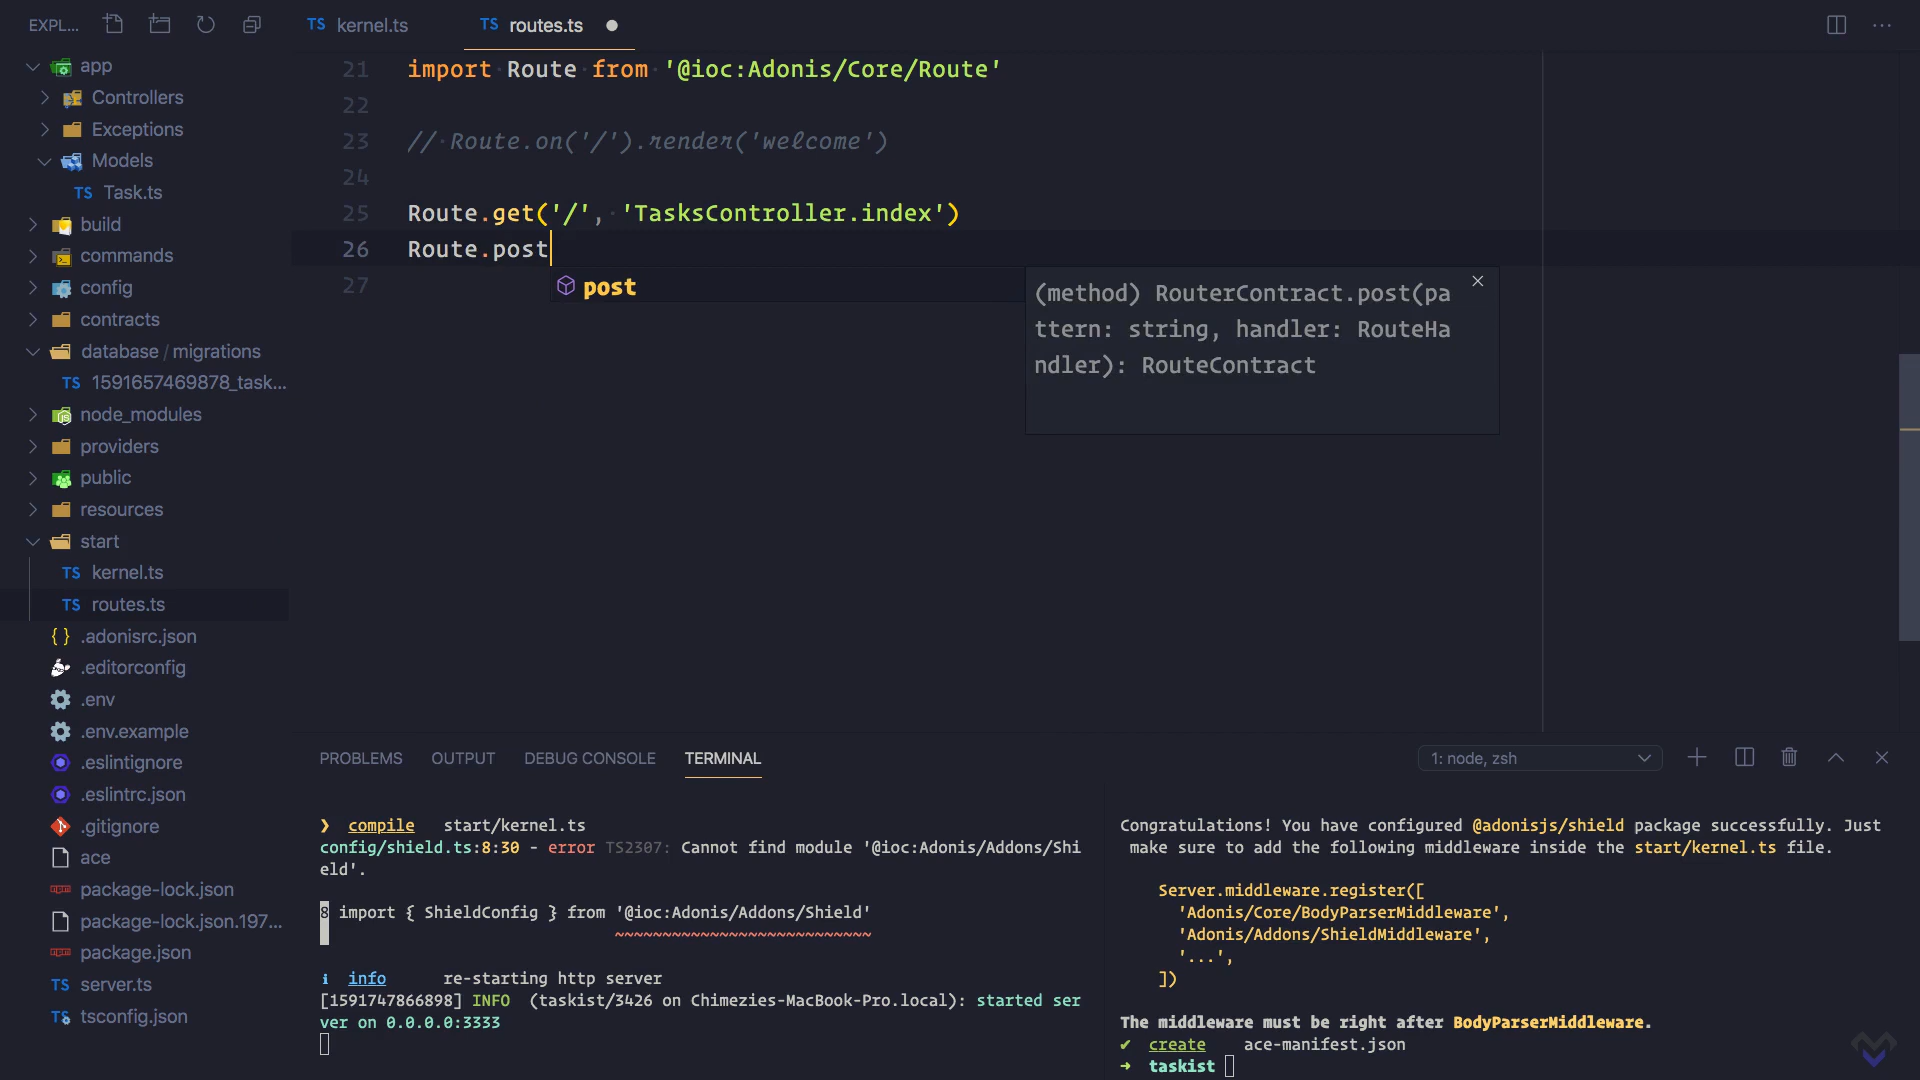 EXPL...
TS kernel.ts
TS routes.ts
app
Controllers
Exceptions
Models
TS Task.ts
build
commands
config
contracts
database / migrations
TS 1591657469878_task...
node_modules
providers
public
resources
start
TS kernel.ts
TS routes.ts
{ } .adonisrc.json
.editorconfig
.env
.env.example
.eslintignore
.eslintrc.json
.gitignore
ace
package-lock.json
package-lock.json.197...
package.json
TS server.ts
TS tsconfig.json
21 import Route from '@ioc:Adonis/Core/Route'
22
23 // Route.on('/').render('welcome')
24
25 Route.get('/', 'TasksController.index')
26 Route.post
27
post
(method) RouterContract.post(pa
ttern: string, handler: RouteHa
ndler): RouteContract
PROBLEMS OUTPUT DEBUG CONSOLE TERMINAL
1: node, zsh
❯ compile start/kernel.ts
config/shield.ts:8:30 - error TS2307: Cannot find module '@ioc:Adonis/Addons/Shi
eld'.
8 import { ShieldConfig } from '@ioc:Adonis/Addons/Shield'
~~~~~~~~~~~~~~~~~~~~~~~~~~~
ℹ info re-starting http server
[1591747866898] INFO (taskist/3426 on Chimezies-MacBook-Pro.local): started ser
ver on 0.0.0.0:3333
Congratulations! You have configured @adonisjs/shield package successfully. Just
make sure to add the following middleware inside the start/kernel.ts file.
Server.middleware.register([
'Adonis/Core/BodyParserMiddleware',
'Adonis/Addons/ShieldMiddleware',
'...',
])
The middleware must be right after BodyParserMiddleware.
✔ create ace-manifest.json
➜ taskist